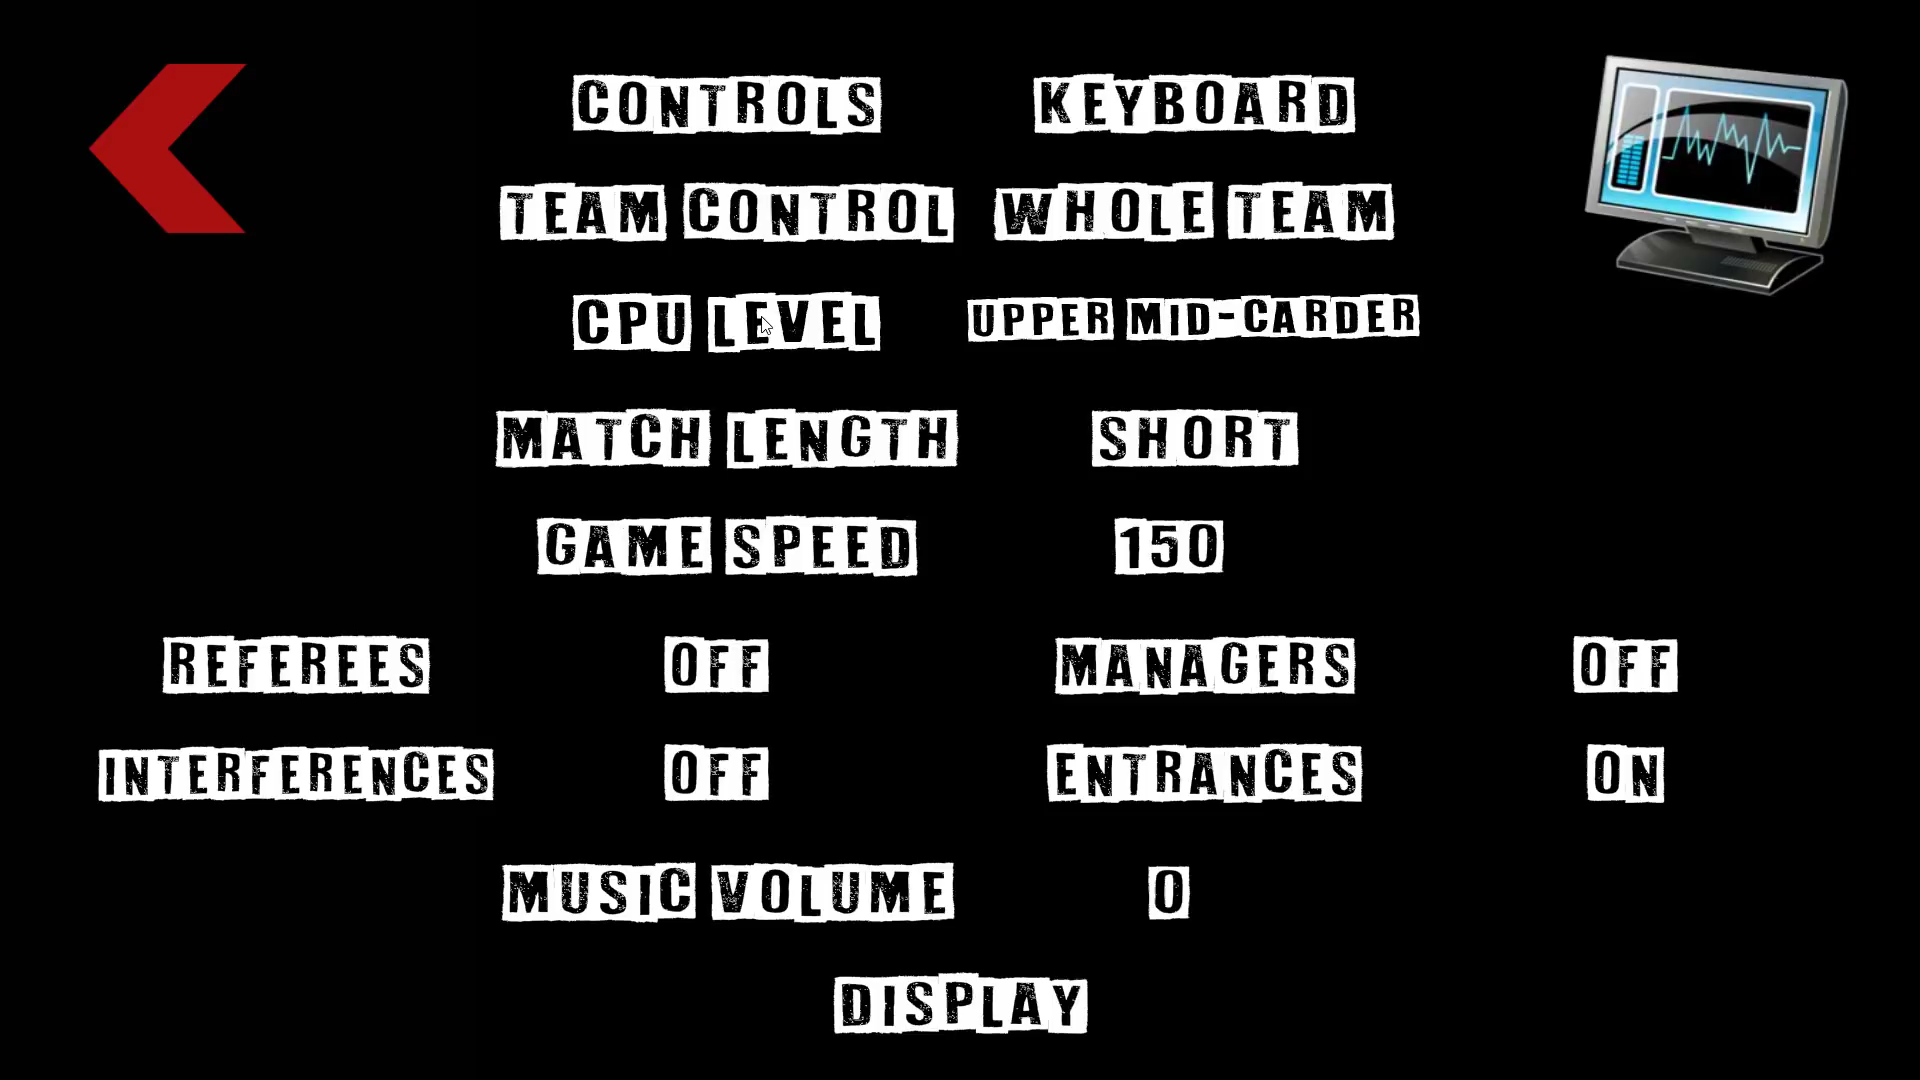 CONTROLS KEYBOARD
TEAM CONTROL WHOLE TEAM
CPU LEVEL UPPER MID-CARDER
MATCH LENGTH SHORT
GAME SPEED 150
REFEREES OFF MANAGERS OFF
INTERFERENCES OFF ENTRANCES ON
MUSIC VOLUME 0
DISPLAY